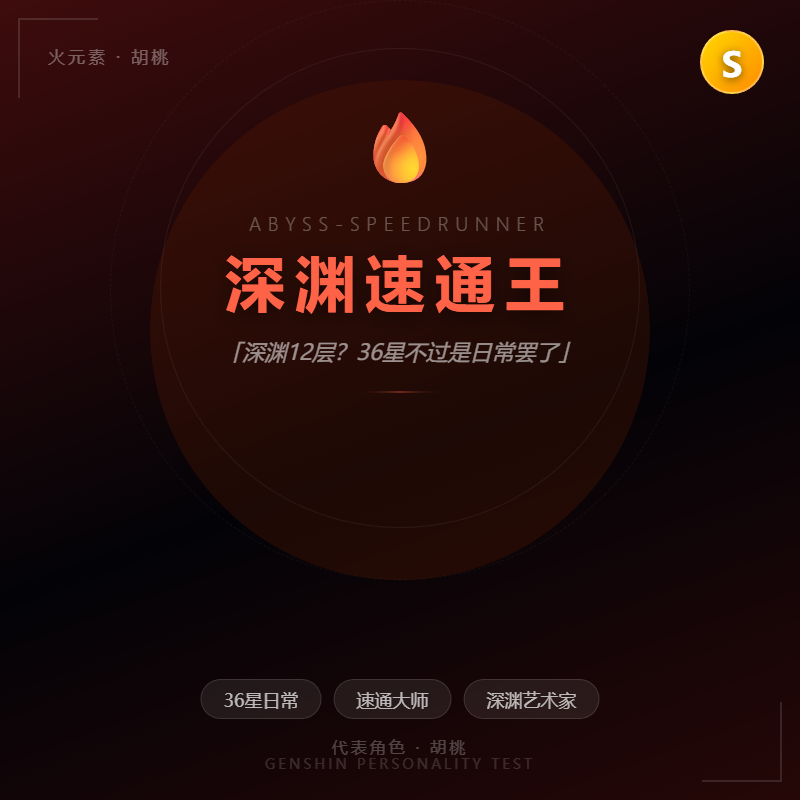 火元素 · 胡桃
S
ABYSS-SPEEDRUNNER
深渊速通王
「深渊12层？36星不过是日常罢了」
36星日常 速通大师 深渊艺术家
代表角色 · 胡桃
GENSHIN PERSONALITY TEST